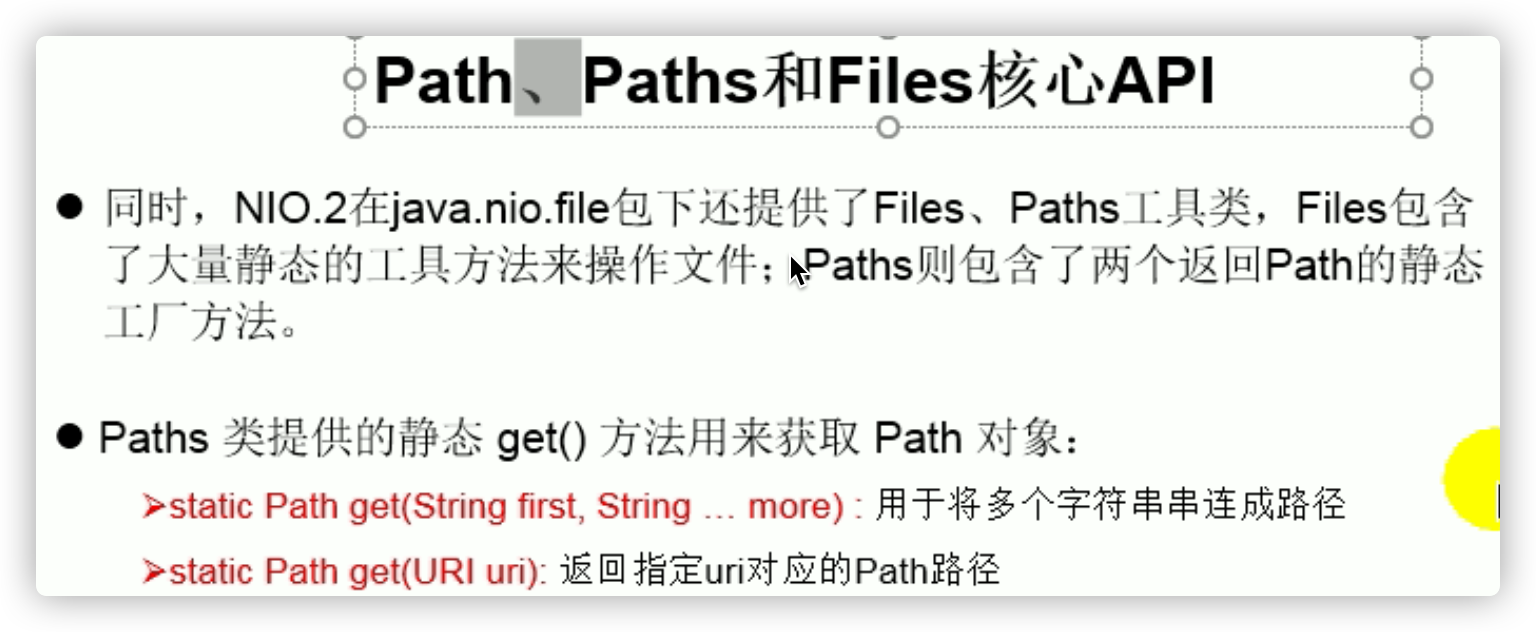 Path、Paths和Files核心API
● 同时，NIO.2在java.nio.file包下还提供了Files、Paths工具类，Files包含
了大量静态的工具方法来操作文件；Paths则包含了两个返回Path的静态
工厂方法。
● Paths 类提供的静态 get() 方法用来获取 Path 对象：
➢static Path get(String first, String … more) : 用于将多个字符串串连成路径
➢static Path get(URI uri): 返回指定uri对应的Path路径